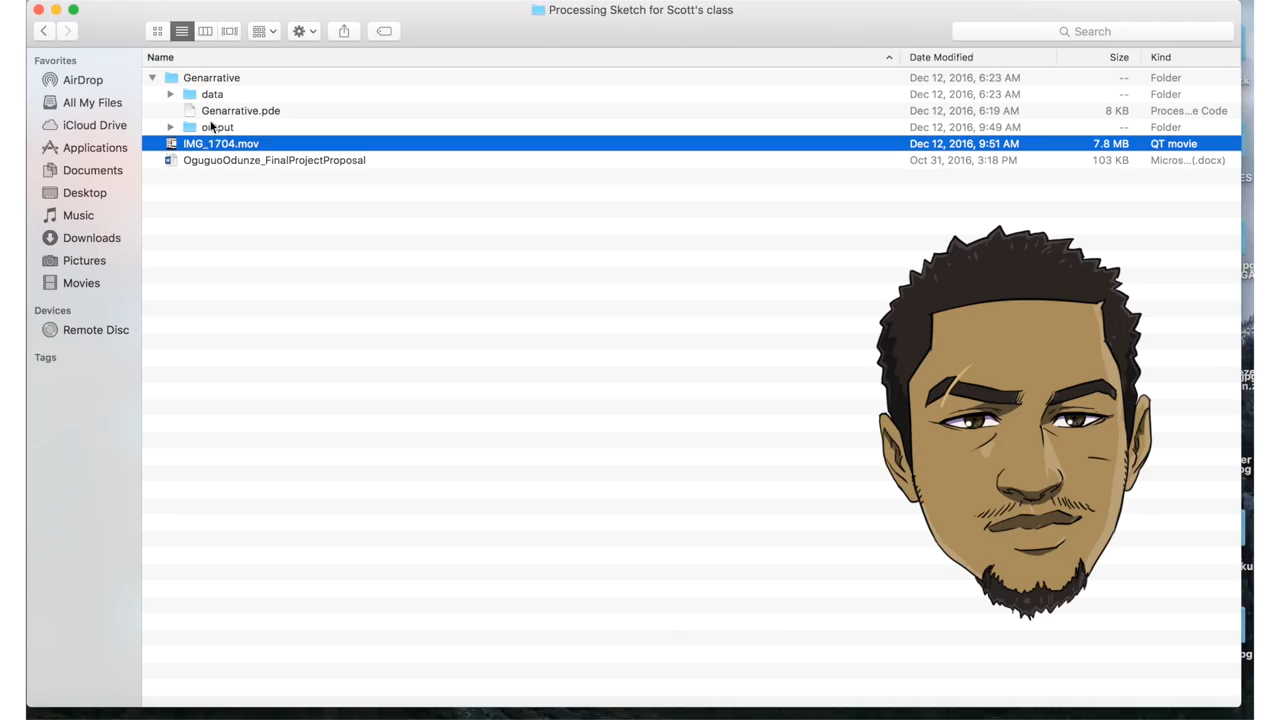 Processing Sketch for Scott's class
Search
Favorites
AirDrop
All My Files
iCloud Drive
Applications
Documents
Desktop
Music
Downloads
Pictures
Movies
Devices
Remote Disc
Tags
Name Date Modified Size Kind
Genarrative Dec 12, 2016, 6:23 AM -- Folder
data Dec 12, 2016, 6:23 AM -- Folder
Genarrative.pde Dec 12, 2016, 6:19 AM 8 KB Proces...e Code
output Dec 12, 2016, 9:49 AM -- Folder
IMG_1704.mov Dec 12, 2016, 9:51 AM 7.8 MB QT movie
OguguoOdunze_FinalProjectProposal Oct 31, 2016, 3:18 PM 103 KB Micros...(.docx)